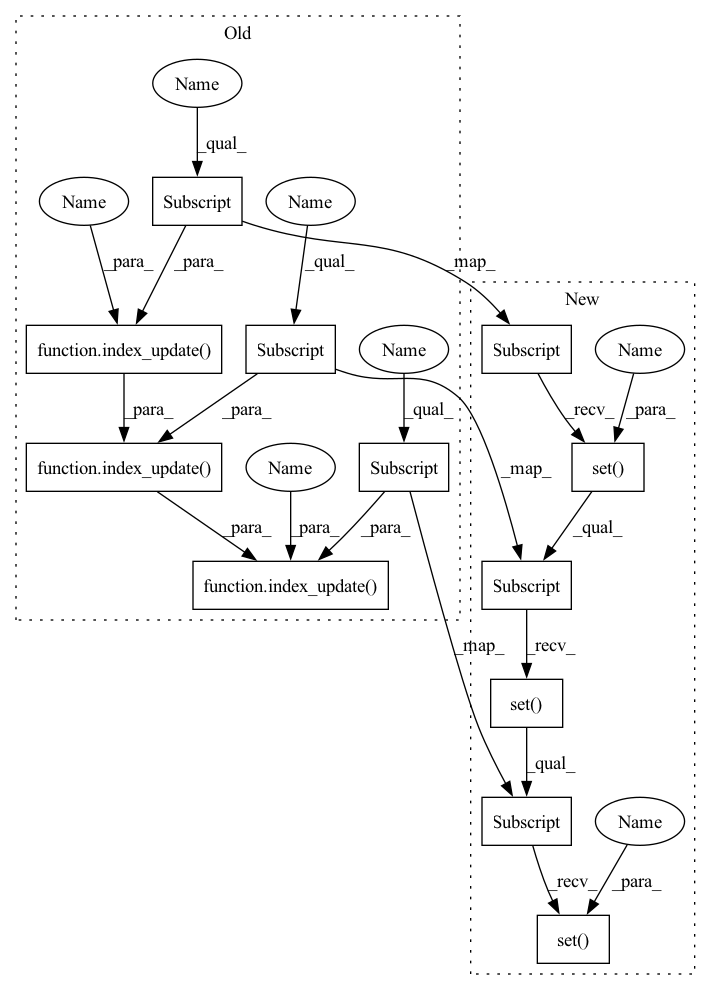 Old
Name
_qual_
Name
Subscript
Name
_para_
_para_
_qual_
_map_
New
function.index_update()
Subscript
Name
Subscript
Name
_para_
_para_
_qual_
_recv_
_para_
function.index_update()
Name
Subscript
set()
_map_
_para_
_para_
_para_
_qual_
function.index_update()
Subscript
_map_
_recv_
set()
_qual_
Subscript
Name
_recv_
_para_
set()